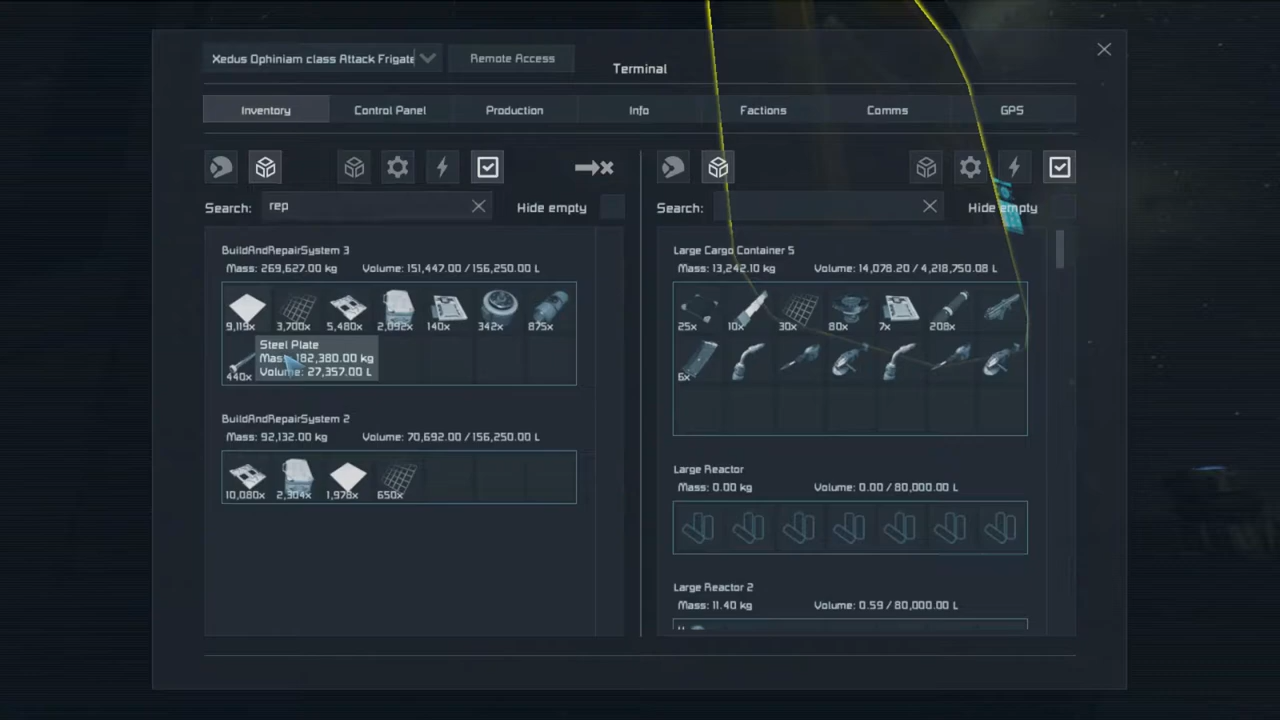 Xedus Ophiniam class Attack Frigate
Remote Access
Terminal
Inventory
Control Panel
Production
Info
Factions
Comms
GPS
Search: rep
Hide empty
Search:
Hide empty
BuildAndRepairSystem 3
Mass: 269,627.00 kg Volume: 151,447.00 / 156,250.00 L
9,119x 3,700x 5,480x 2,092x 140x 342x 875x
440x
Steel Plate
Mass: 182,380.00 kg
Volume: 27,357.00 L
BuildAndRepairSystem 2
Mass: 92,132.00 kg Volume: 70,692.00 / 156,250.00 L
10,080x 2,304x 1,978x 650x
Large Cargo Container 5
Mass: 13,242.10 kg Volume: 14,078.20 / 4,218,750.08 L
25x 10x 30x 80x 7x 208x
6x
Large Reactor
Mass: 0.00 kg Volume: 0.00 / 80,000.00 L
Large Reactor 2
Mass: 11.40 kg Volume: 0.59 / 80,000.00 L